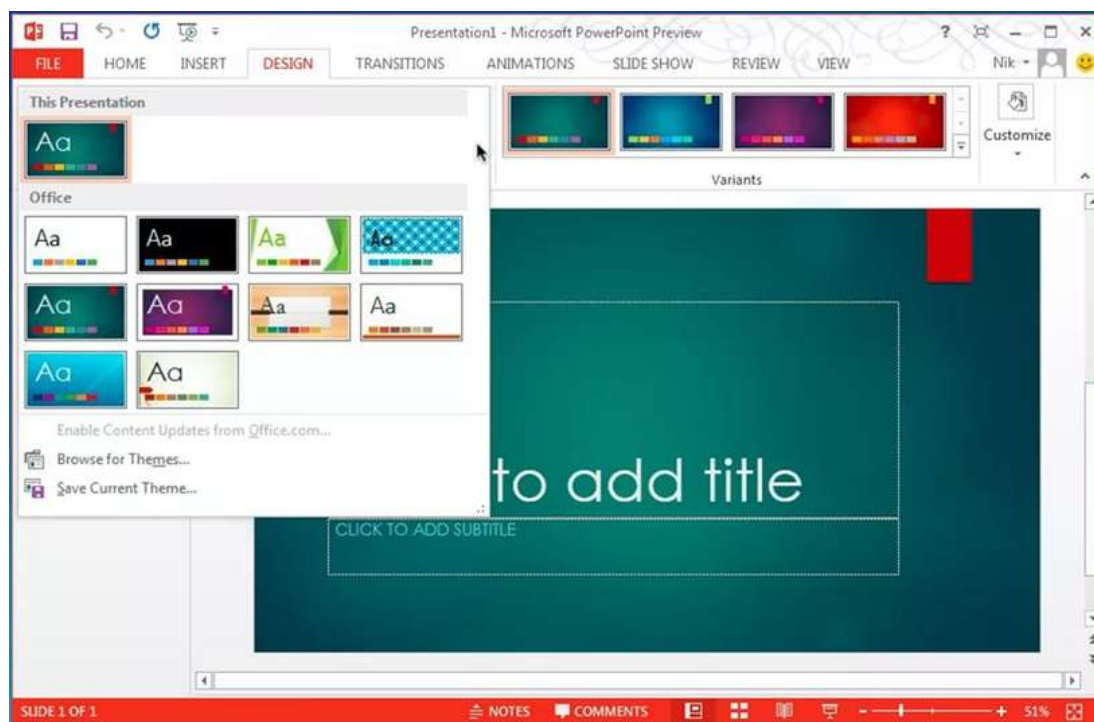 Presentation1 - Microsoft PowerPoint Preview
?
FILE HOME INSERT DESIGN TRANSITIONS ANIMATIONS SLIDE SHOW REVIEW VIEW Nik
This Presentation
Aa
Customize
Variants
Office
Aa Aa Aa Aa
Aa Aa Aa Aa
Aa Aa
Enable Content Updates from Office.com...
Browse for Themes...
Save Current Theme...
to add title
CLICK TO ADD SUBTITLE
SLIDE 1 OF 1 NOTES COMMENTS 51%